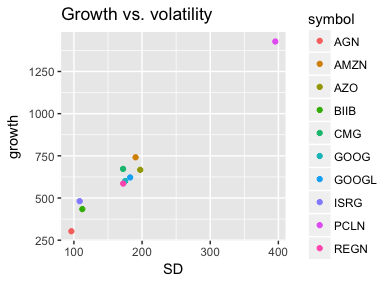 Growth vs. volatility
symbol
AGN
AMZN
AZO
BIIB
CMG
GOOG
GOOGL
ISRG
PCLN
REGN
growth
1250
1000
750
500
250
100
200
300
400
SD